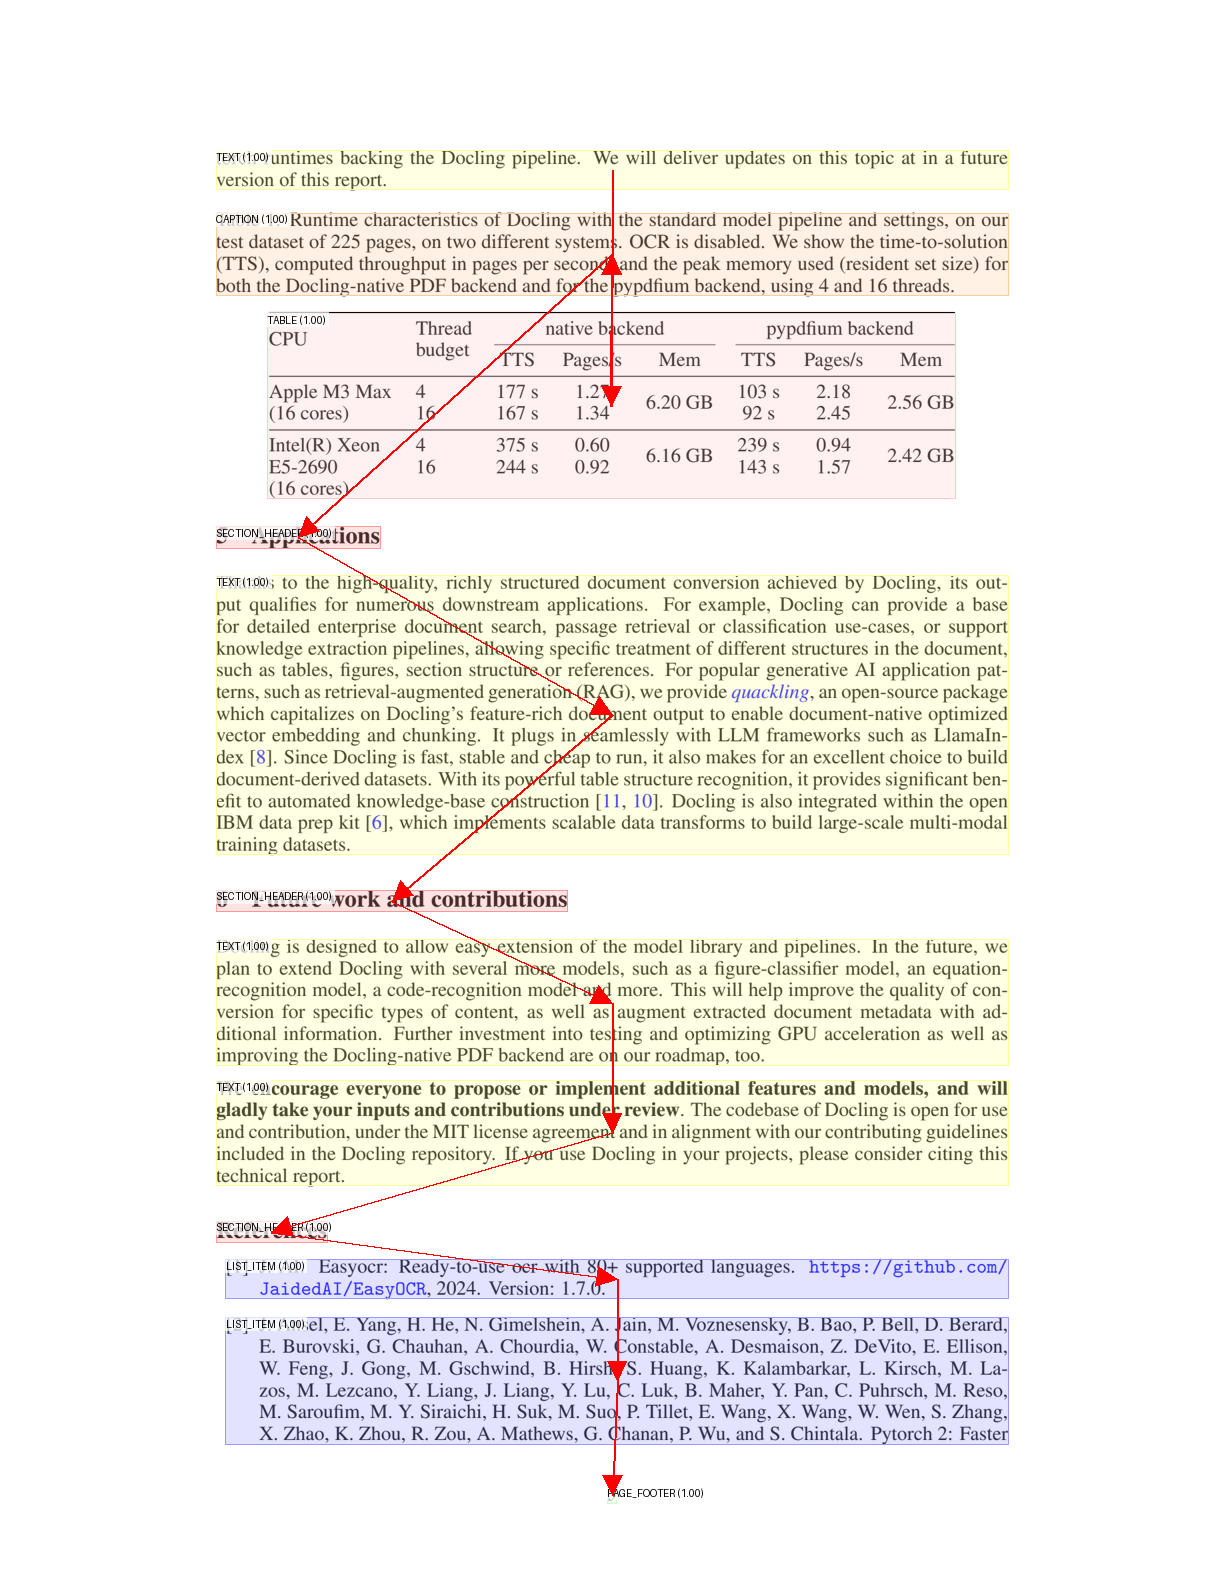 TEXT (1.00) untimes backing the Docling pipeline. We will deliver updates on this topic at in a future
version of this report.
CAPTION (1.00) Runtime characteristics of Docling with the standard model pipeline and settings, on our
test dataset of 225 pages, on two different systems. OCR is disabled. We show the time-to-solution
(TTS), computed throughput in pages per second, and the peak memory used (resident set size) for
both the Docling-native PDF backend and for the pypdfium backend, using 4 and 16 threads.
TABLE (1.00)
CPU Thread budget native backend pypdfium backend
TTS Pages/s Mem TTS Pages/s Mem
Apple M3 Max 4 177 s 1.27 6.20 GB 103 s 2.18 2.56 GB
(16 cores) 16 167 s 1.34 92 s 2.45
Intel(R) Xeon 4 375 s 0.60 6.16 GB 239 s 0.94 2.42 GB
E5-2690 16 244 s 0.92 143 s 1.57
(16 cores)
SECTION_HEADER (1.00)
5 Applications
TEXT (1.00) s to the high-quality, richly structured document conversion achieved by Docling, its out-
put qualifies for numerous downstream applications. For example, Docling can provide a base
for detailed enterprise document search, passage retrieval or classification use-cases, or support
knowledge extraction pipelines, allowing specific treatment of different structures in the document,
such as tables, figures, section structure or references. For popular generative AI application pat-
terns, such as retrieval-augmented generation (RAG), we provide quackling, an open-source package
which capitalizes on Docling's feature-rich document output to enable document-native optimized
vector embedding and chunking. It plugs in seamlessly with LLM frameworks such as LlamaIn-
dex [8]. Since Docling is fast, stable and cheap to run, it also makes for an excellent choice to build
document-derived datasets. With its powerful table structure recognition, it provides significant ben-
efit to automated knowledge-base construction [11, 10]. Docling is also integrated within the open
IBM data prep kit [6], which implements scalable data transforms to build large-scale multi-modal
training datasets.
SECTION_HEADER (1.00)
6 Future work and contributions
TEXT (1.00) g is designed to allow easy extension of the model library and pipelines. In the future, we
plan to extend Docling with several more models, such as a figure-classifier model, an equation-
recognition model, a code-recognition model and more. This will help improve the quality of con-
version for specific types of content, as well as augment extracted document metadata with ad-
ditional information. Further investment into testing and optimizing GPU acceleration as well as
improving the Docling-native PDF backend are on our roadmap, too.
TEXT (1.00) courage everyone to propose or implement additional features and models, and will
gladly take your inputs and contributions under review. The codebase of Docling is open for use
and contribution, under the MIT license agreement and in alignment with our contributing guidelines
included in the Docling repository. If you use Docling in your projects, please consider citing this
technical report.
SECTION_HEADER (1.00)
References
LIST_ITEM (1.00) Easyocr: Ready-to-use ocr with 80+ supported languages. https://github.com/
JaidedAI/EasyOCR, 2024. Version: 1.7.0.
LIST_ITEM (1.00) el, E. Yang, H. He, N. Gimelshein, A. Jain, M. Voznesensky, B. Bao, P. Bell, D. Berard,
E. Burovski, G. Chauhan, A. Chourdia, W. Constable, A. Desmaison, Z. DeVito, E. Ellison,
W. Feng, J. Gong, M. Gschwind, B. Hirsh, S. Huang, K. Kalambarkar, L. Kirsch, M. La-
zos, M. Lezcano, Y. Liang, J. Liang, Y. Lu, C. Luk, B. Maher, Y. Pan, C. Puhrsch, M. Reso,
M. Saroufim, M. Y. Siraichi, H. Suk, M. Suo, P. Tillet, E. Wang, X. Wang, W. Wen, S. Zhang,
X. Zhao, K. Zhou, R. Zou, A. Mathews, G. Chanan, P. Wu, and S. Chintala. Pytorch 2: Faster
PAGE_FOOTER (1.00)